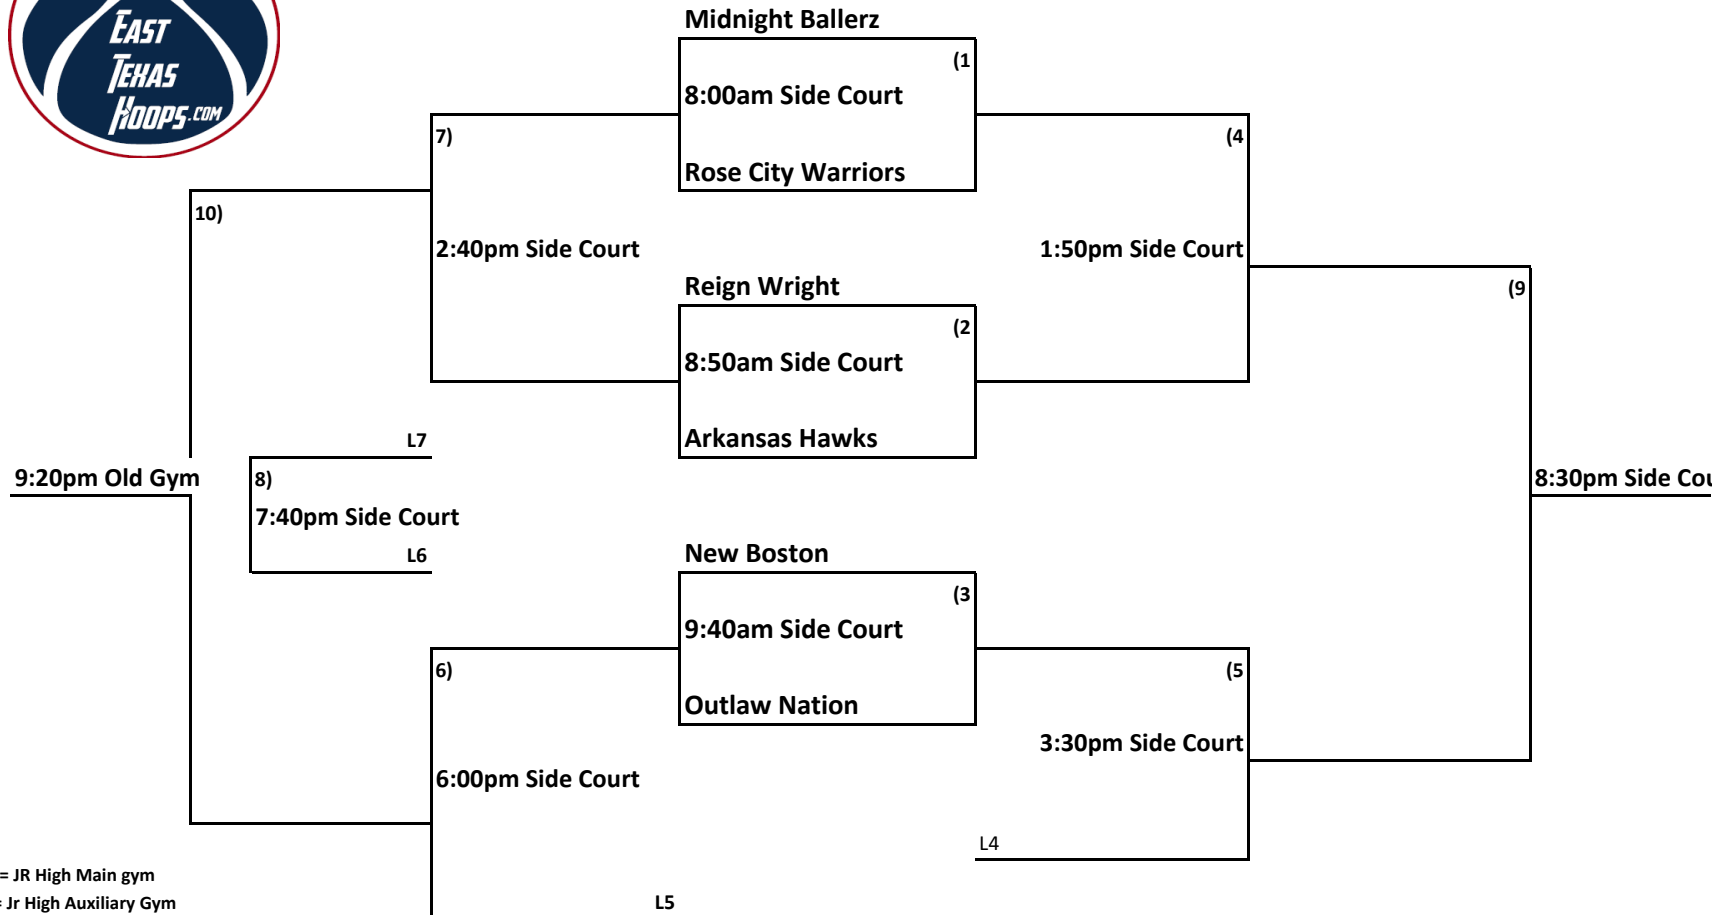 EAST
TEXAS
HOOPS.COM
Midnight Ballerz
(1
8:00am Side Court
7)
(4
Rose City Warriors
10)
2:40pm Side Court
1:50pm Side Court
Reign Wright
(9
(2
8:50am Side Court
L7
Arkansas Hawks
9:20pm Old Gym
8)
8:30pm Side
7:40pm Side Court
L6
New Boston
(3
9:40am Side Court
6)
(5
Outlaw Nation
3:30pm Side Court
6:00pm Side Court
L4
= JR High Main gym
= Jr High Auxiliary Gym
L5